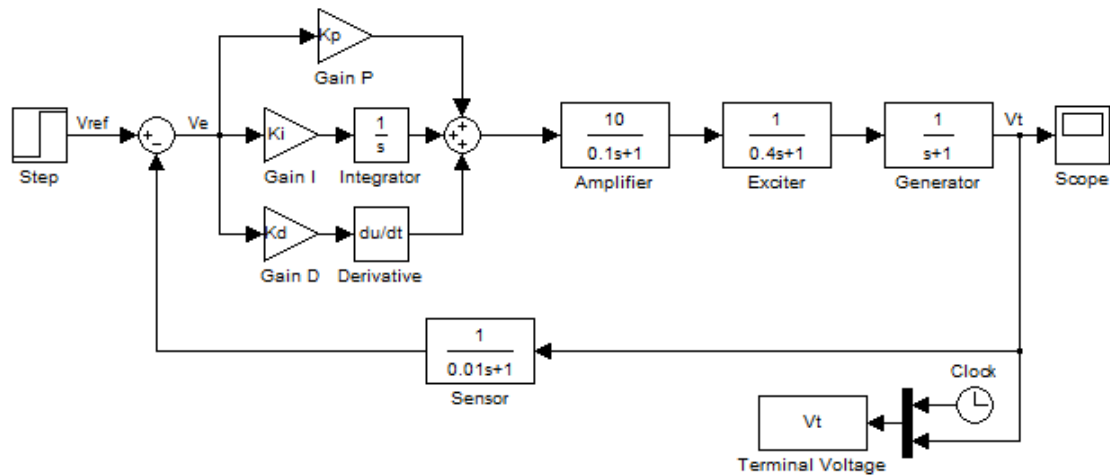 Kp
Gain P
Vref
Ve
Ki
1
s
10
0.1s+1
1
0.4s+1
1
s+1
Vt
Step
Gain I
Integrator
Amplifier
Exciter
Generator
Scope
Kd
du/dt
Gain D
Derivative
1
0.01s+1
Sensor
Clock
Vt
Terminal Voltage